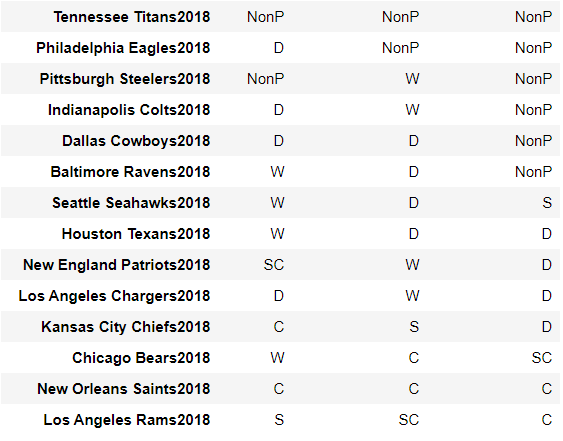 Tennessee Titans2018 NonP NonP NonP
Philadelphia Eagles2018 D NonP NonP
Pittsburgh Steelers2018 NonP W NonP
Indianapolis Colts2018 D W NonP
Dallas Cowboys2018 D D NonP
Baltimore Ravens2018 W D NonP
Seattle Seahawks2018 W D S
Houston Texans2018 W D D
New England Patriots2018 SC W D
Los Angeles Chargers2018 D W D
Kansas City Chiefs2018 C S D
Chicago Bears2018 W C SC
New Orleans Saints2018 C C C
Los Angeles Rams2018 S SC C